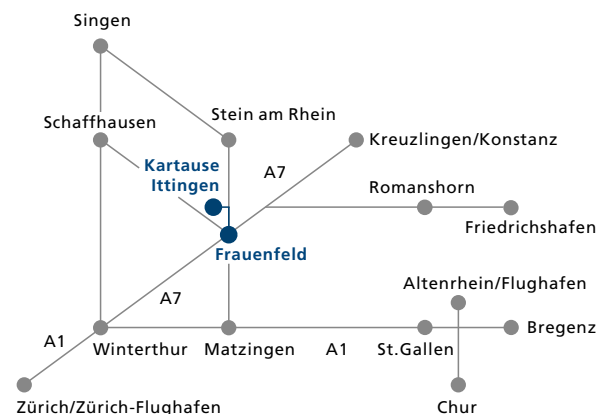 Singen
Schaffhausen
Stein am Rhein
Kreuzlingen/Konstanz
Kartause
Ittingen
A7
Romanshorn
Friedrichshafen
Frauenfeld
Altenrhein/Flughafen
A7
A1
Winterthur
Matzingen
A1
St.Gallen
Bregenz
Zürich/Zürich-Flughafen
Chur